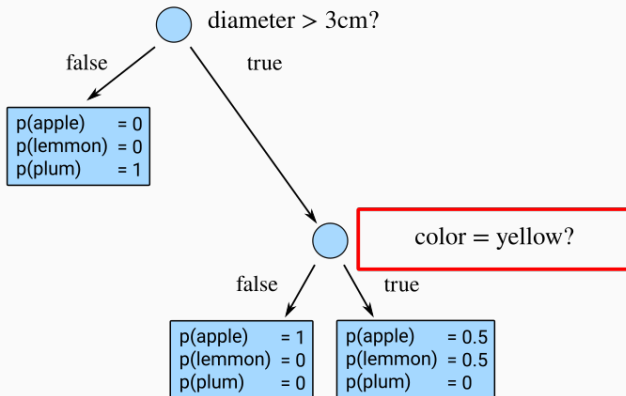 diameter > 3cm?
false
true
p(apple) = 0
p(lemmon) = 0
p(plum) = 1
color = yellow?
false
true
p(apple) = 1
p(lemmon) = 0
p(plum) = 0
p(apple) = 0.5
p(lemmon) = 0.5
p(plum) = 0